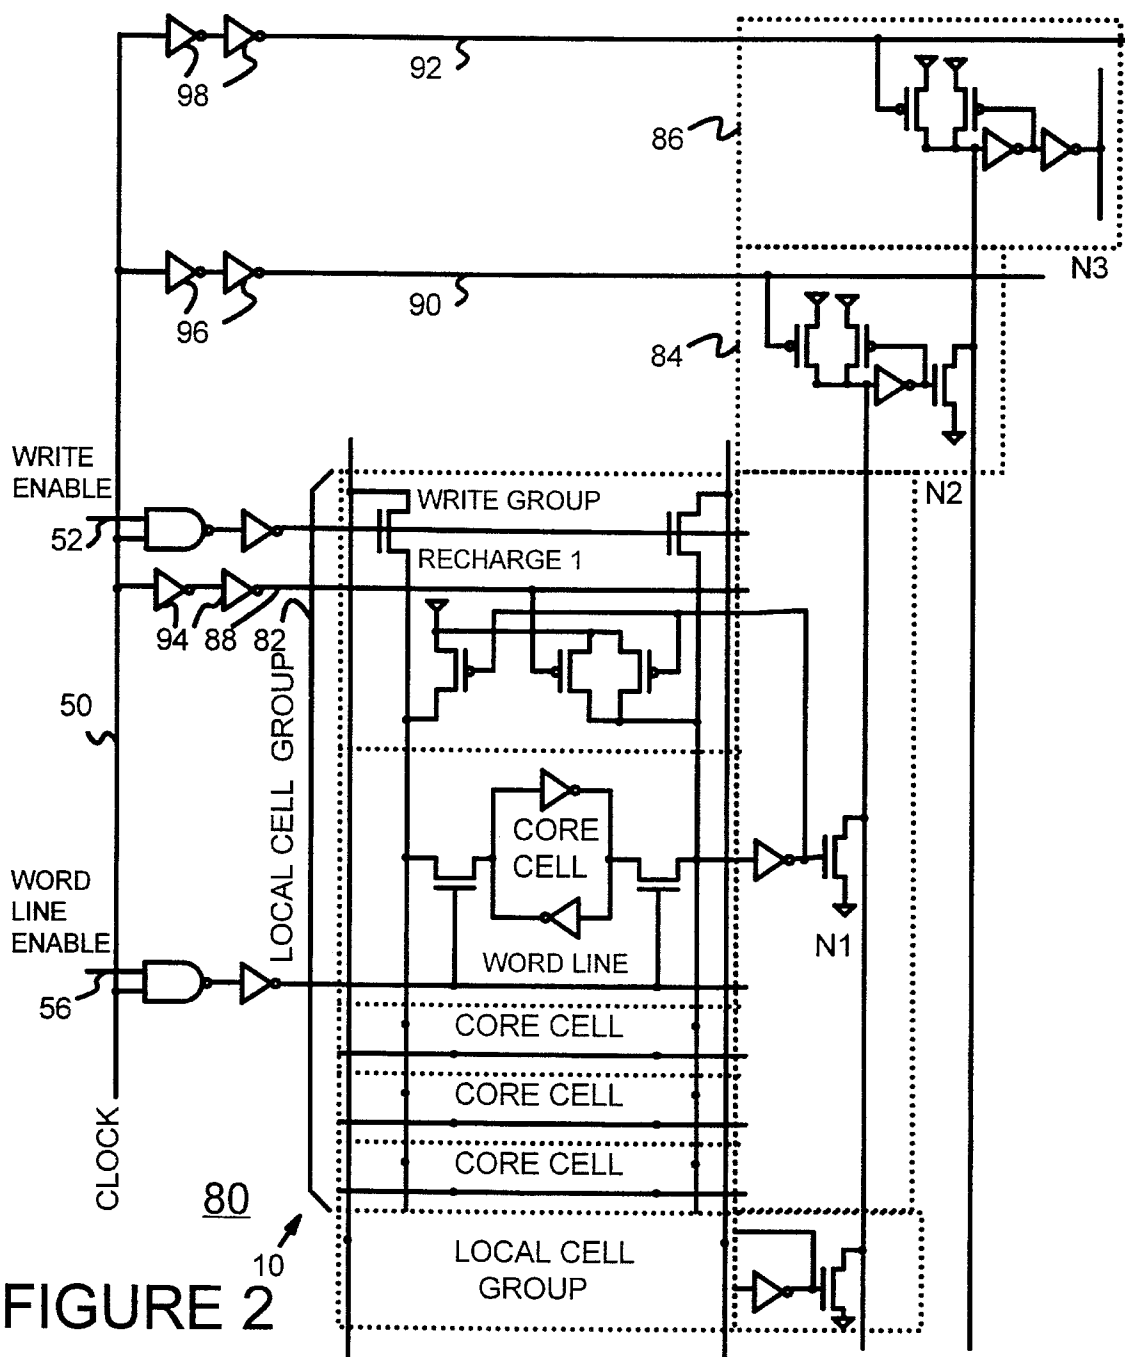 98
92
86
N3
96
90
84
WRITE
ENABLE
52
WRITE GROUP
N2
RECHARGE 1
94
88
82
50
LOCAL CELL GROUP
CORE
CELL
WORD
LINE
ENABLE
56
N1
WORD LINE
CORE CELL
CORE CELL
CORE CELL
CLOCK
80
10
LOCAL CELL
GROUP
FIGURE 2